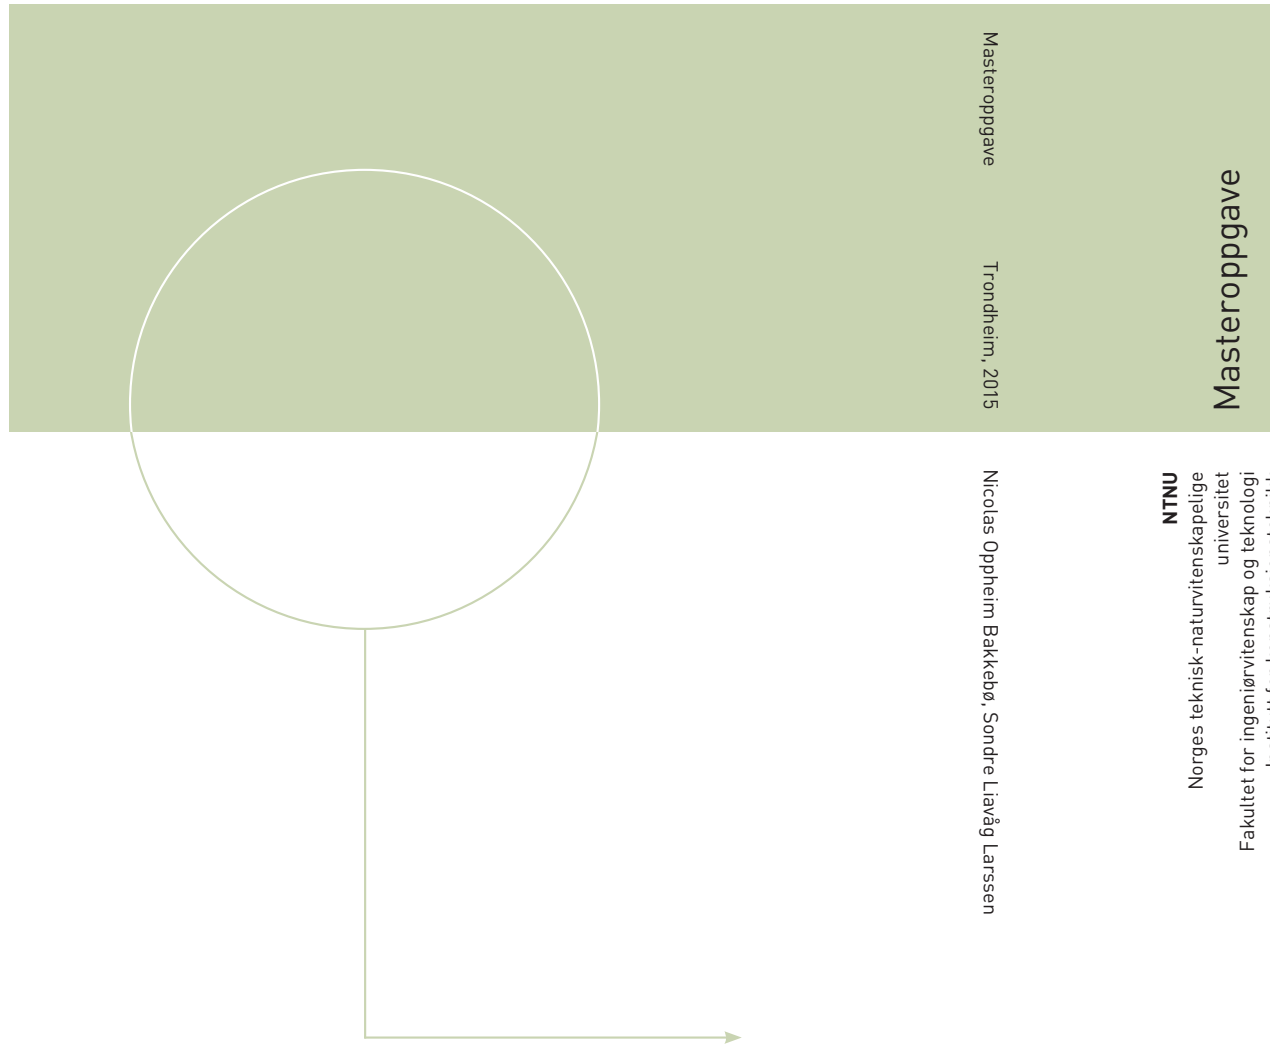 Masteroppgave
Trondheim, 2015
Nicolas Oppheim Bakkebø, Sondre Liavåg Larssen
Masteroppgave
NTNU
Norges teknisk-naturvitenskapelige
universitet
Fakultet for ingeniørvitenskap og teknologi